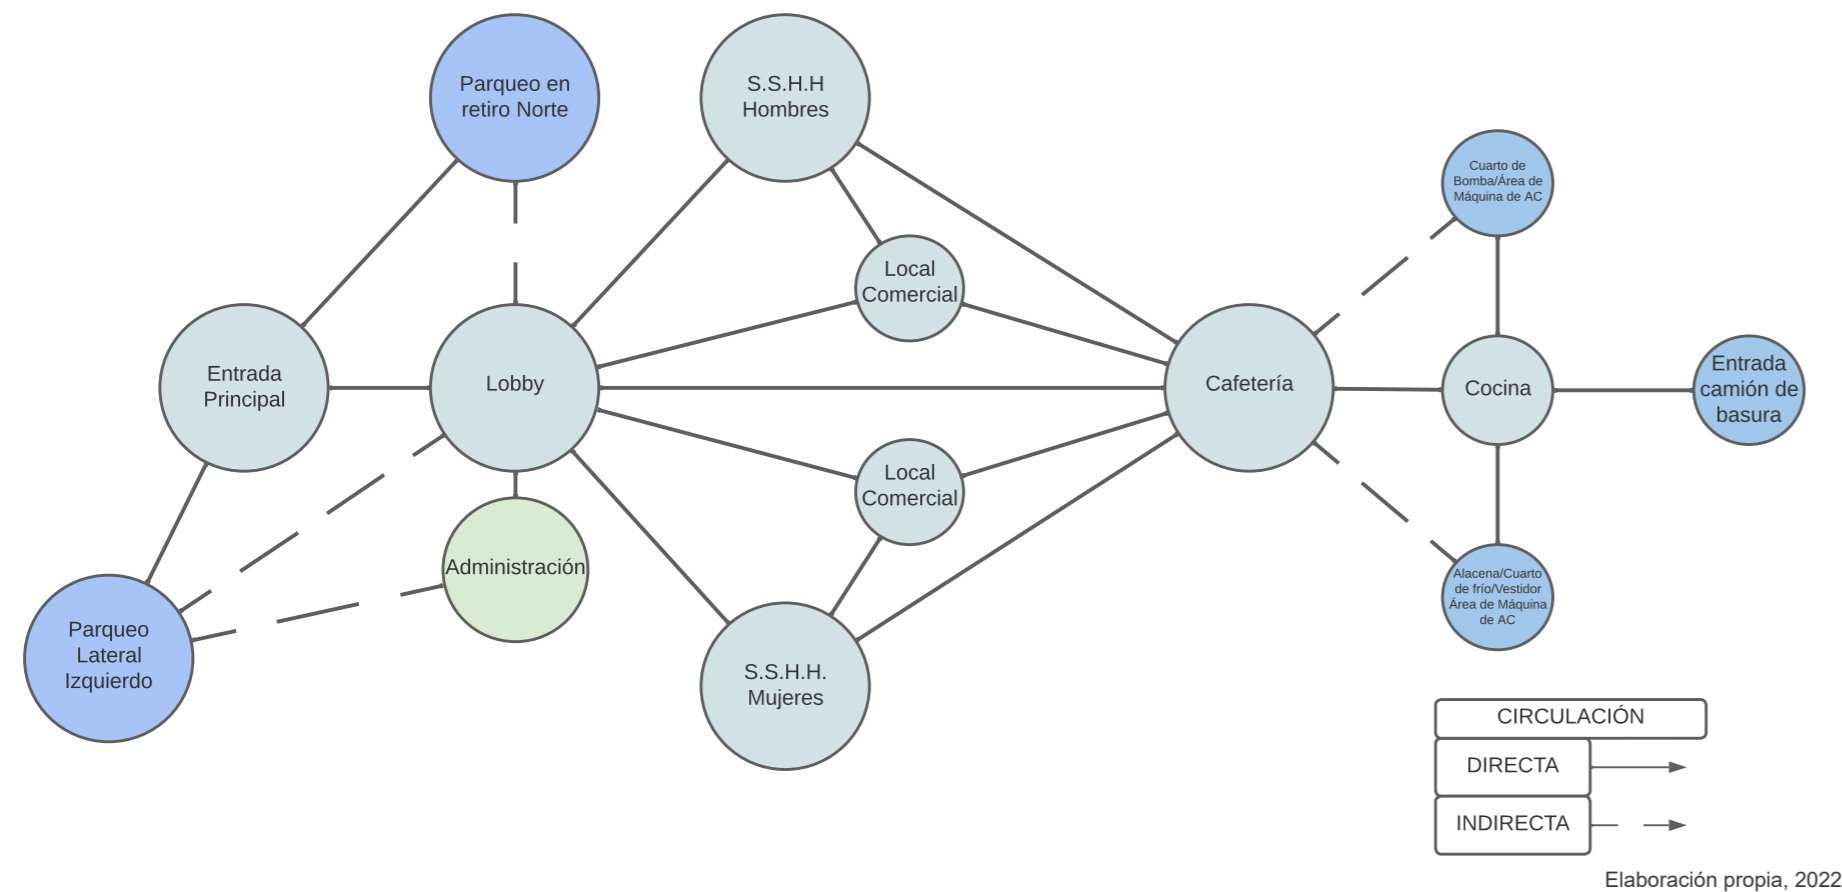 Parqueo en
retiro Norte
S.S.H.H
Hombres
Cuarto de
Bomba/Área de
Máquina de AC
Local
Comercial
Entrada
Principal
Lobby
Cafetería
Cocina
Entrada
camión de
basura
Local
Comercial
Administración
Alacena/Cuarto
de frío/Vestidor
Área de Máquina
de AC
Parqueo
Lateral
Izquierdo
S.S.H.H.
Mujeres
CIRCULACIÓN
DIRECTA
INDIRECTA
Elaboración propia, 2022